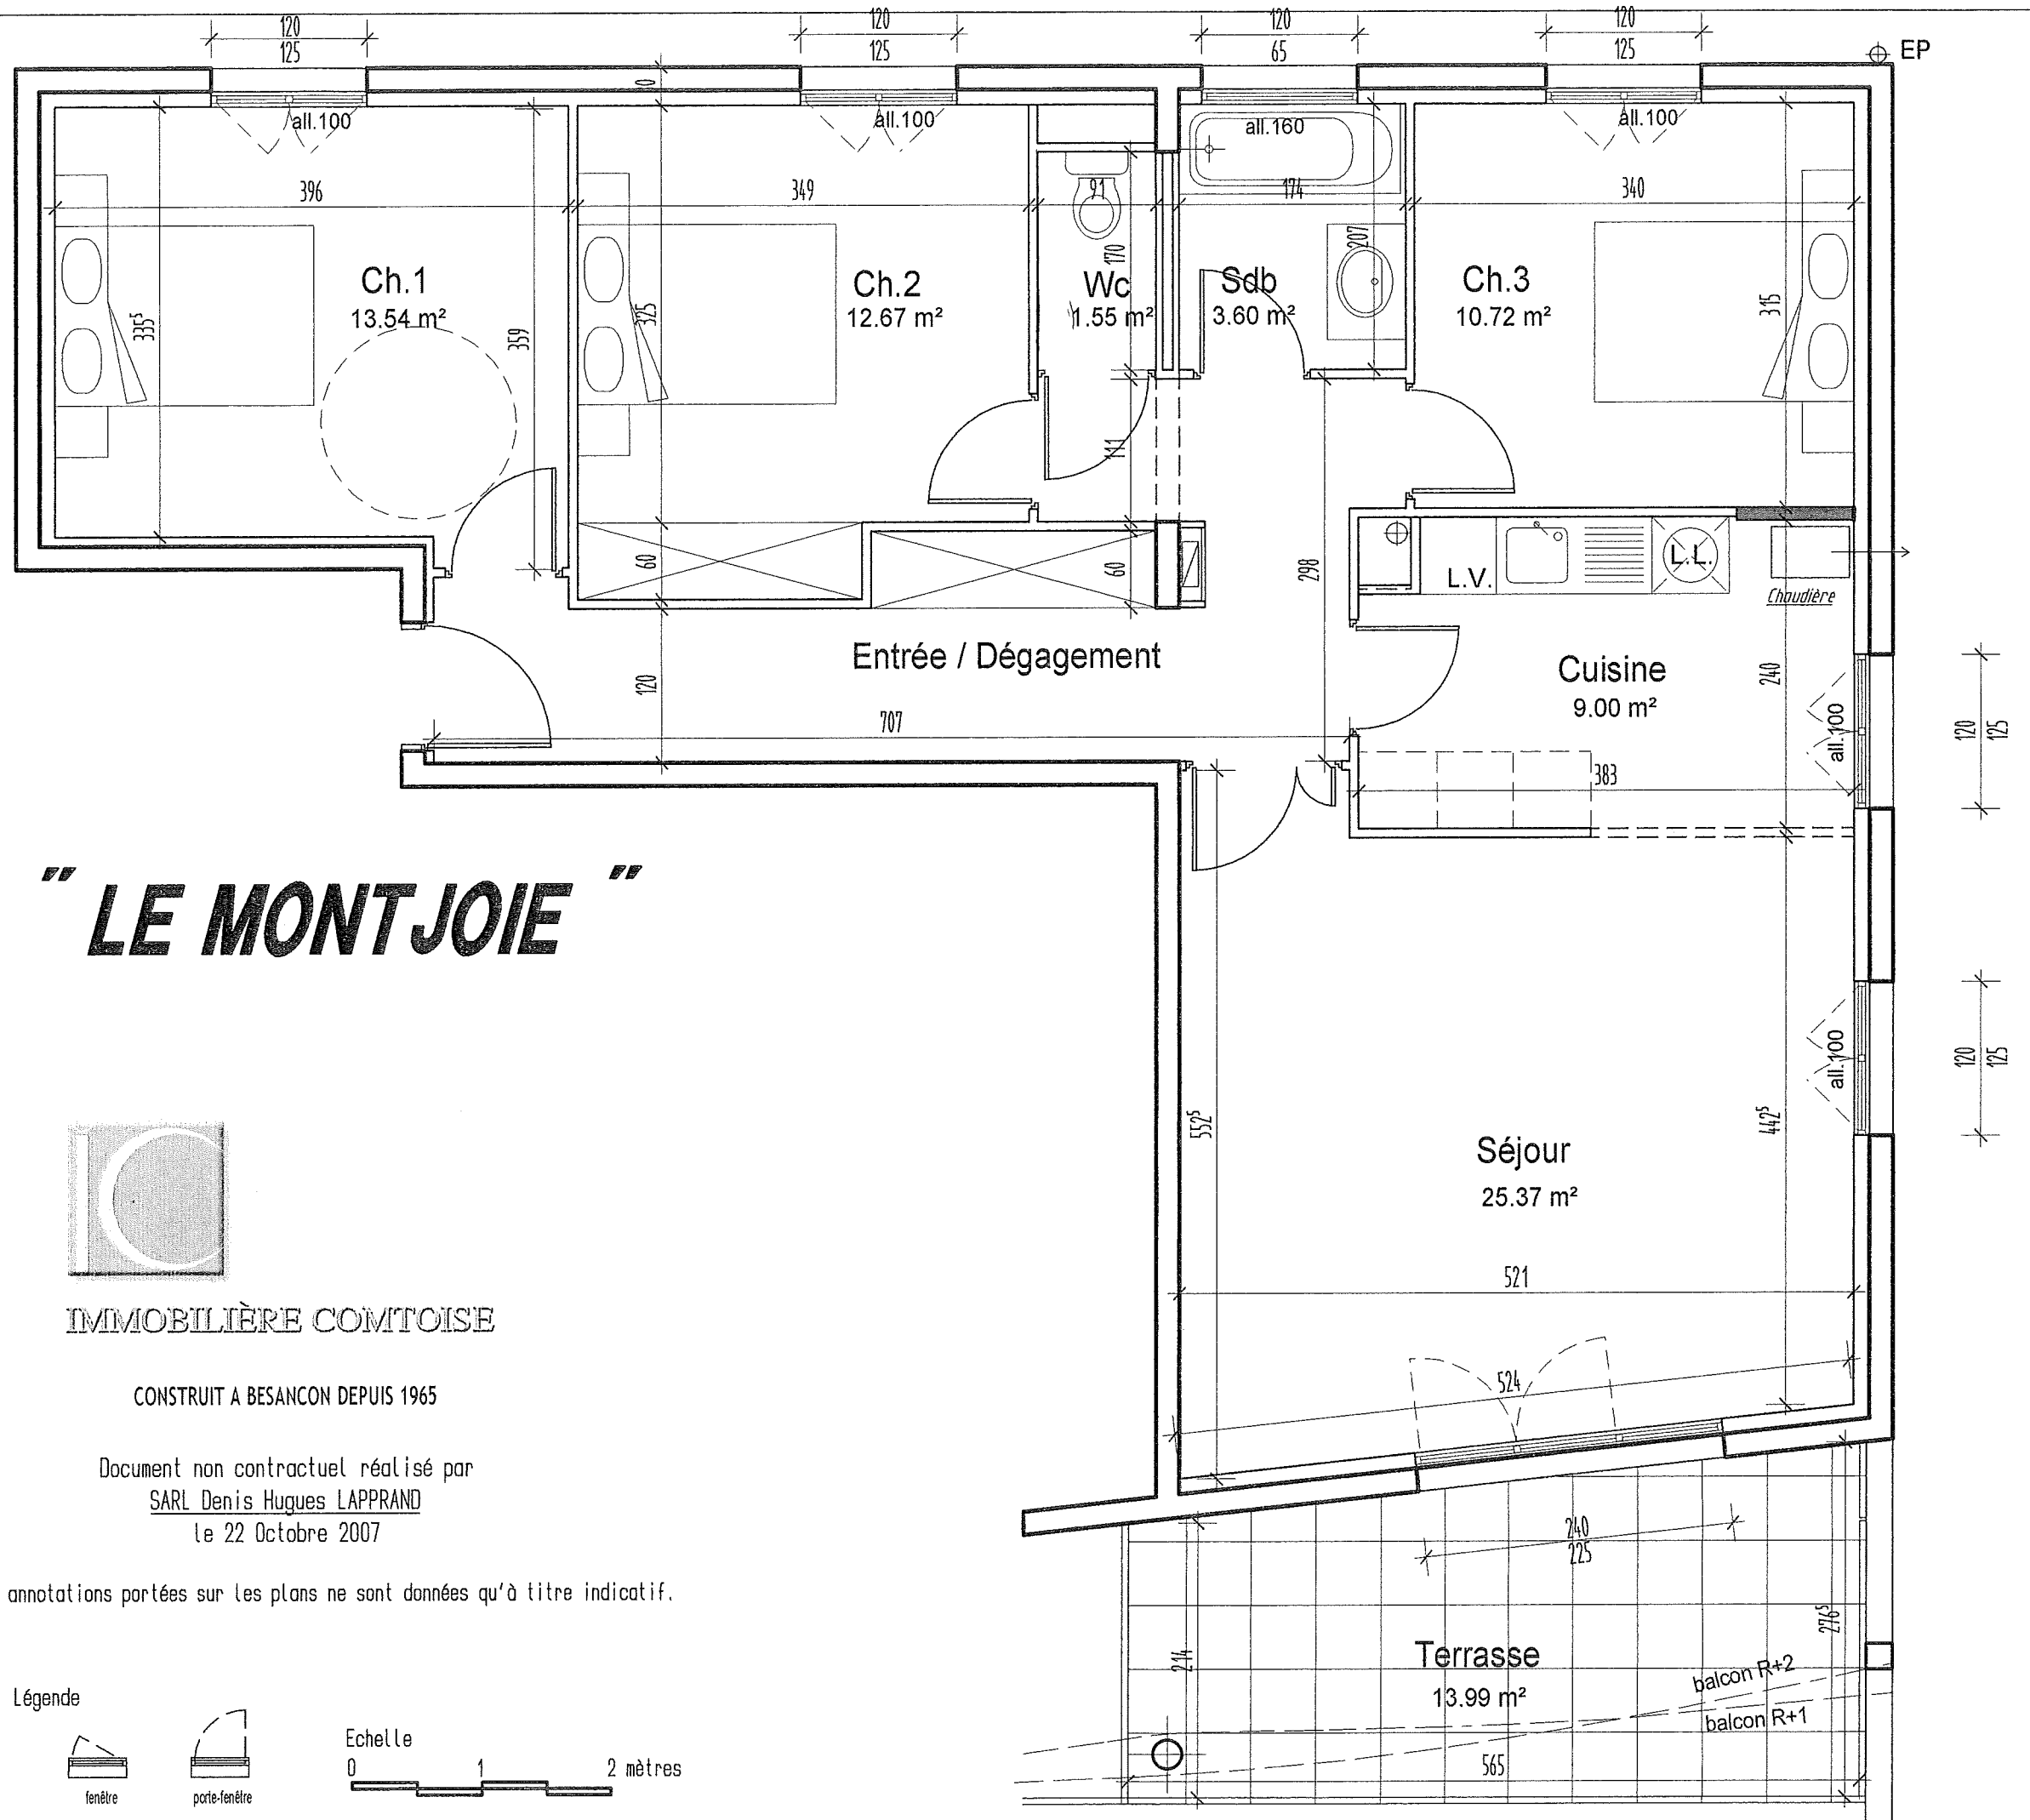 120
125
120
125
120
65
120
125
EP
all.100
all.100
all.160
all.100
396
349
91
174
340
335⁵
359
325
170
207
315
Ch.1
13.54 m²
Ch.2
12.67 m²
Wc
1.55 m²
Sdb
3.60 m²
Ch.3
10.72 m²
111
60
60
298
L.V.
L.L.
Chaudière
Entrée / Dégagement
120
707
Cuisine
9.00 m²
240
all.100
120
125
383
" LE MONTJOIE "
552⁵
442⁵
all.100
120
125
Séjour
25.37 m²
521
524
IMMOBILIÈRE COMTOISE
CONSTRUIT A BESANCON DEPUIS 1965
Document non contractuel réalisé par
SARL Denis Hugues LAPPRAND
le 22 Octobre 2007
annotations portées sur les plans ne sont données qu'à titre indicatif.
240
225
214
276⁵
Terrasse
13.99 m²
balcon R+2
balcon R+1
565
Légende
fenêtre
porte-fenêtre
Echelle
0 1 2 mètres